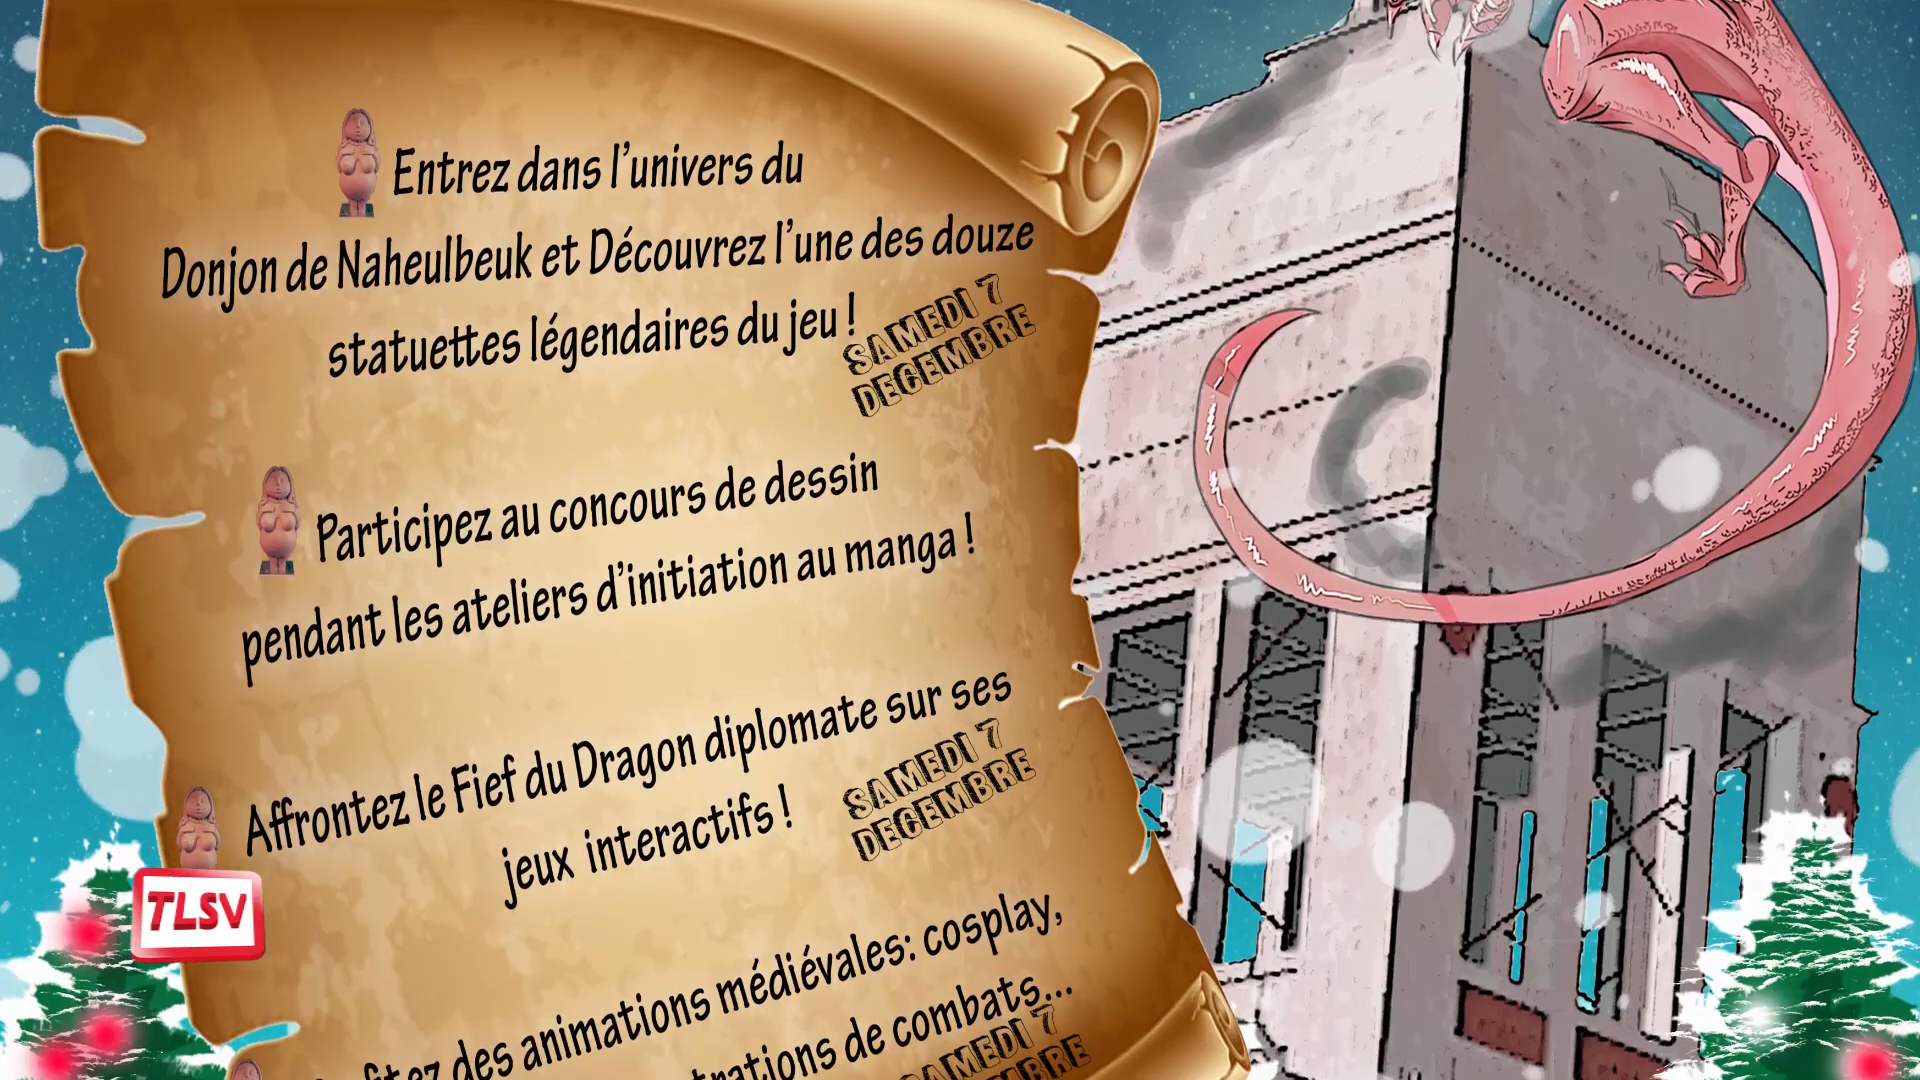 Entrez dans l'univers du
Donjon de Naheulbeuk et Découvrez l'une des douze
statuettes légendaires du jeu !
SAMEDI 7
DECEMBRE
Participez au concours de dessin
pendant les ateliers d'initiation au manga !
Affrontez le Fief du Dragon diplomate sur ses
jeux interactifs !
SAMEDI 7
DECEMBRE
TLSV
des animations médiévales: cosplay,
de combats...
SAMEDI 7